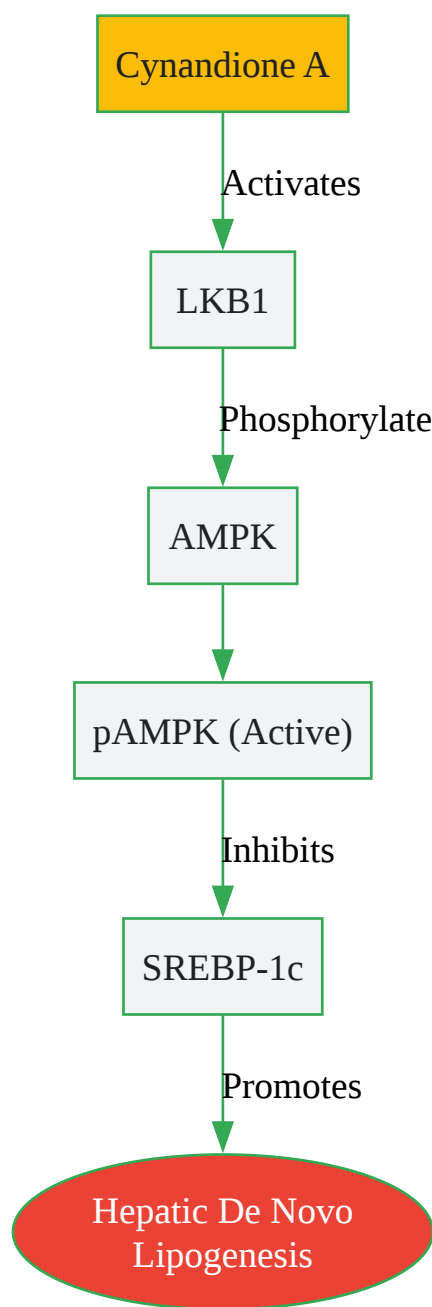 Cynandione A
Activates
LKB1
Phosphorylate
AMPK
pAMPK (Active)
Inhibits
SREBP-1c
Promotes
Hepatic De Novo
Lipogenesis